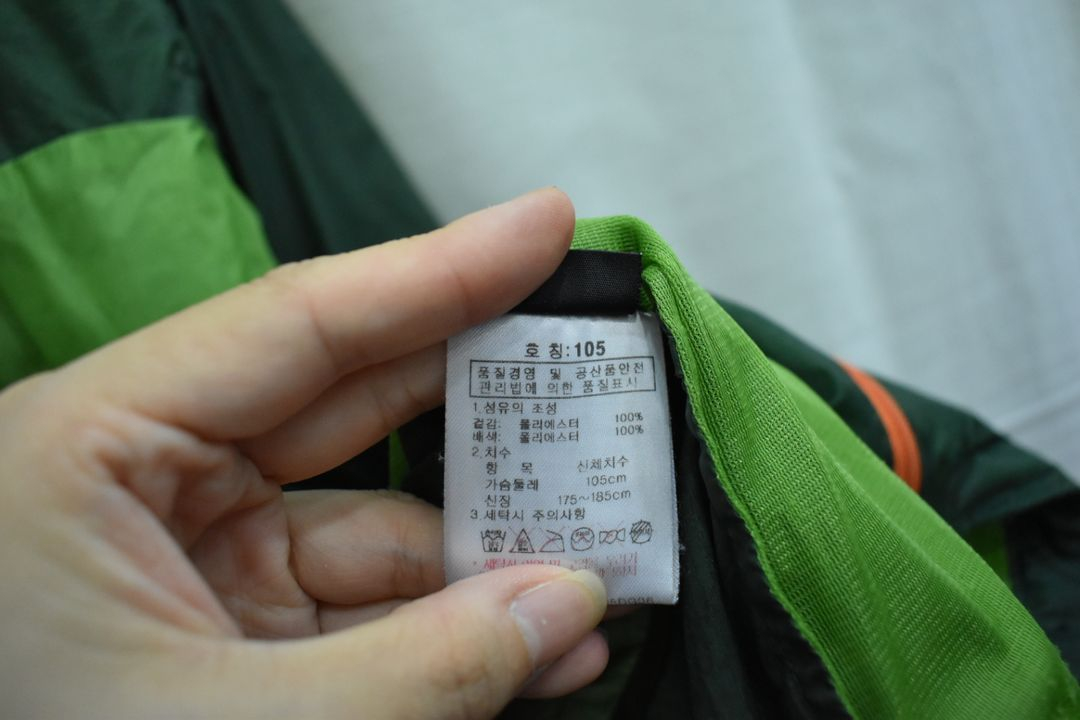 호 칭: 105
품질경영 및 공산품안전
관리법에 의한 품질표시
1.섬유의 조성
겉감: 폴리에스터 100%
배색: 폴리에스터 100%
2.치수
항 목 신체치수
가슴둘레 105cm
신장 175~185cm
3.세탁시 주의사항
* 세탁시